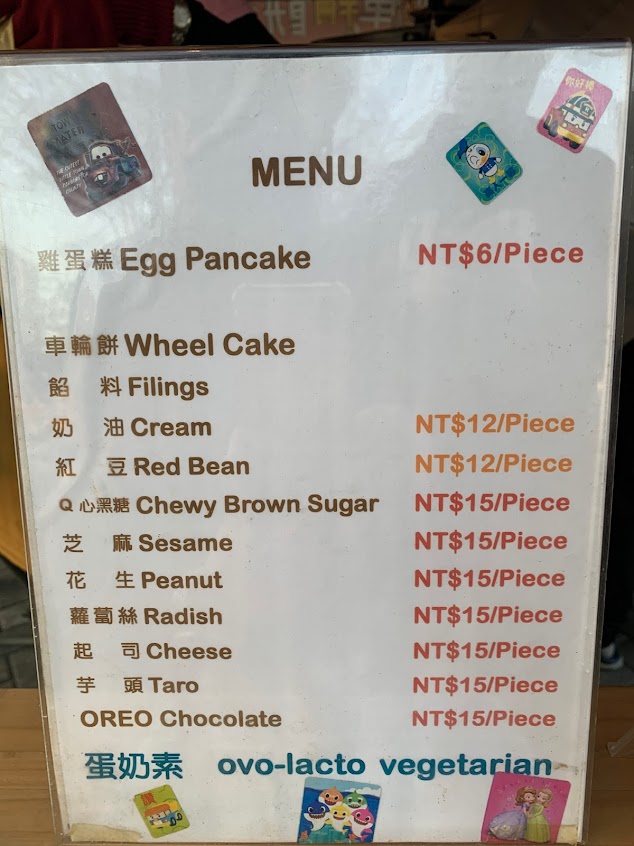 MENU
你好棒
雞蛋糕 Egg Pancake NT$6/Piece
車輪餅 Wheel Cake
餡 料 Filings
奶 油 Cream NT$12/Piece
紅 豆 Red Bean NT$12/Piece
Q心黑糖 Chewy Brown Sugar NT$15/Piece
芝 麻 Sesame NT$15/Piece
花 生 Peanut NT$15/Piece
蘿蔔絲 Radish NT$15/Piece
起 司 Cheese NT$15/Piece
芋 頭 Taro NT$15/Piece
OREO Chocolate NT$15/Piece
蛋奶素 ovo-lacto vegetarian